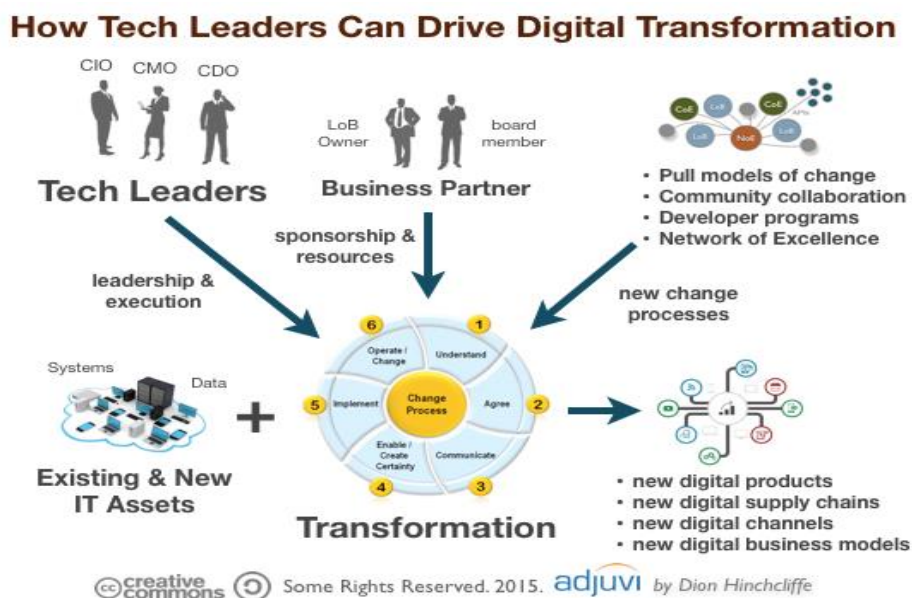 How Tech Leaders Can Drive Digital Transformation
CIO
CMO
CDO
Tech Leaders
LoB
Owner
board
member
Business Partner
CoE
LoB
CoE
APIs
LoB
NoE
LoB
• Pull models of change
• Community collaboration
• Developer programs
• Network of Excellence
leadership &
execution
sponsorship &
resources
new change
processes
Systems
Data
+
Existing & New
IT Assets
6
Operate /
Change
1
Understand
5
Implement
Change
Process
Agree
2
Enable /
Create
Certainty
4
Communicate
3
Transformation
• new digital products
• new digital supply chains
• new digital channels
• new digital business models
cc creative
commons
Some Rights Reserved. 2015.
adjuvi
by Dion Hinchcliffe